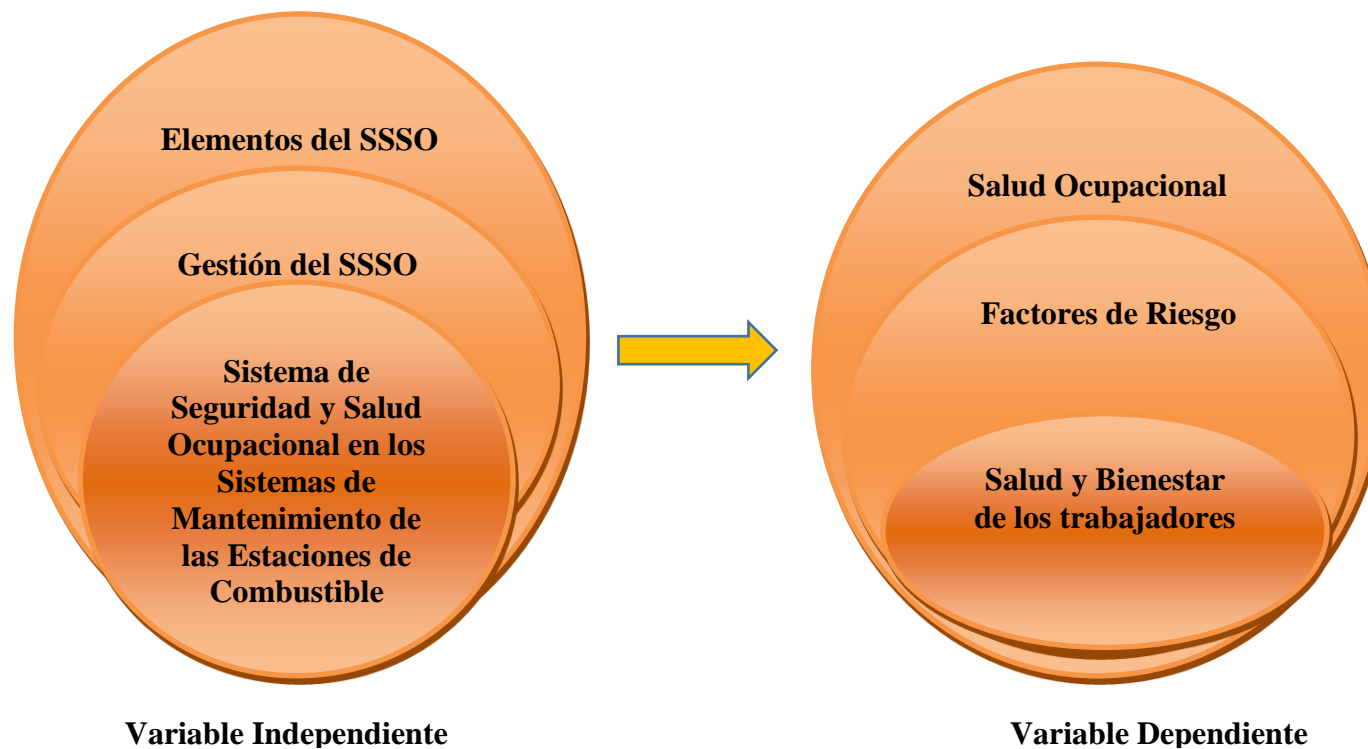 Elementos del SSSO
Gestión del SSSO
Sistema de
Seguridad y Salud
Ocupacional en los
Sistemas de
Mantenimiento de
las Estaciones de
Combustible
Variable Independiente
Salud Ocupacional
Factores de Riesgo
Salud y Bienestar
de los trabajadores
Variable Dependiente